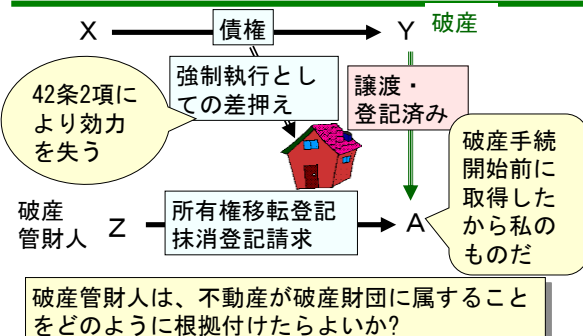 X
債権
Y
破産
強制執行とし
ての差押え
譲渡・
登記済み
42条2項に
より効力
を失う
破産手続
開始前に
取得した
から私の
ものだ
破産
管財人
Z
所有権移転登記
抹消登記請求
A
破産管財人は、不動産が破産財団に属すること
をどのように根拠付けたらよいか?